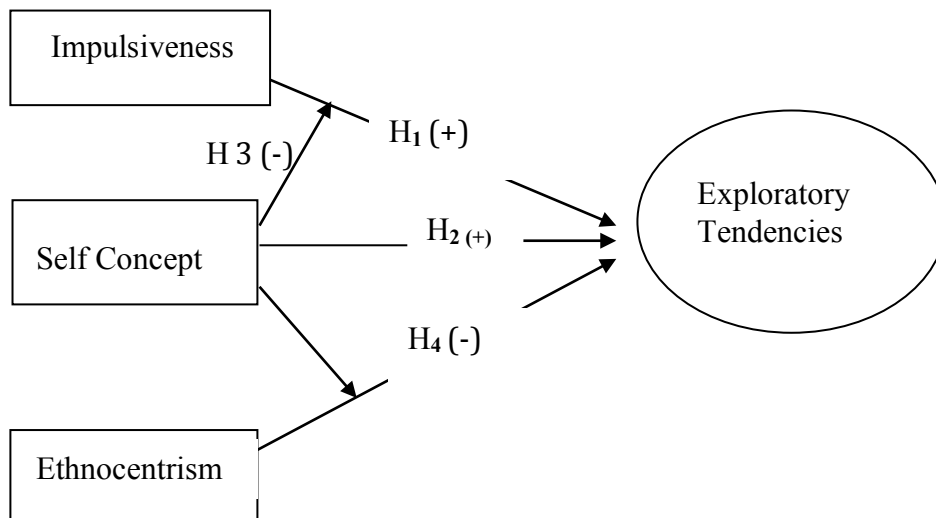 Impulsiveness
H1 (+)
H 3 (-)
Exploratory
Tendencies
Self Concept
H2 (+)
H4 (-)
Ethnocentrism